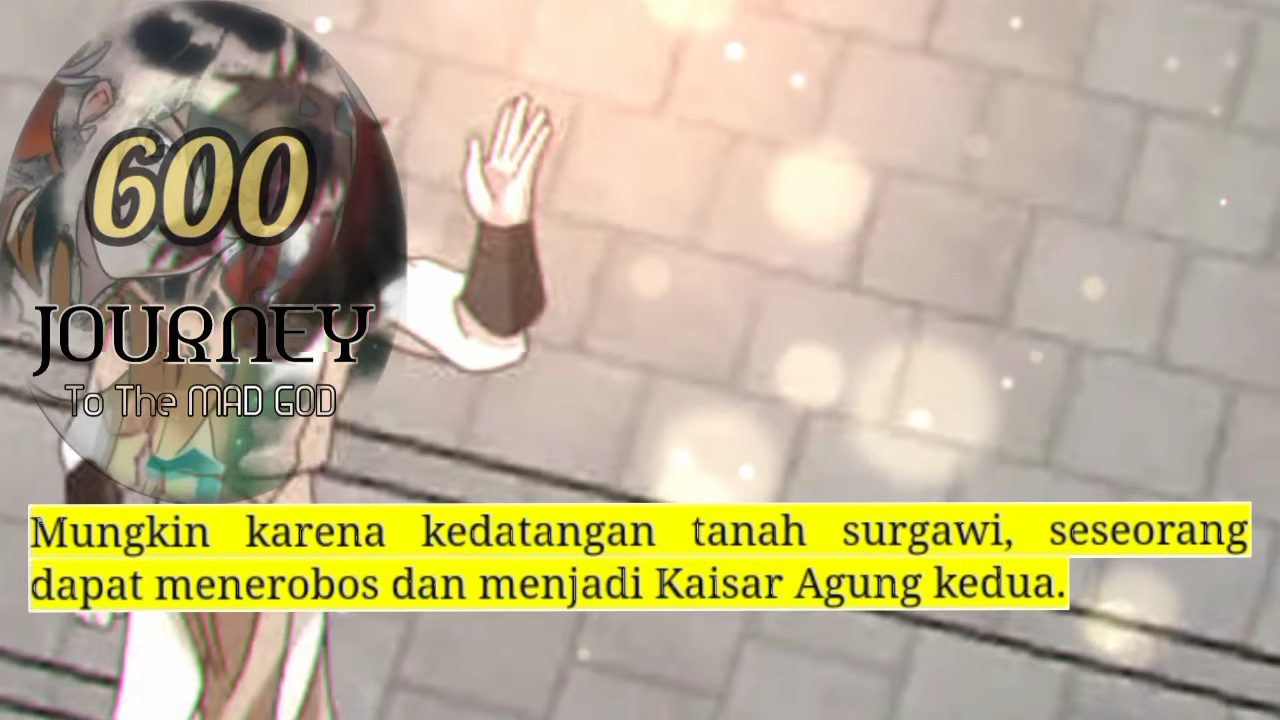 600
JOURNEY
To The MAD GOD
Mungkin karena kedatangan tanah surgawi, seseorang
dapat menerobos dan menjadi Kaisar Agung kedua.